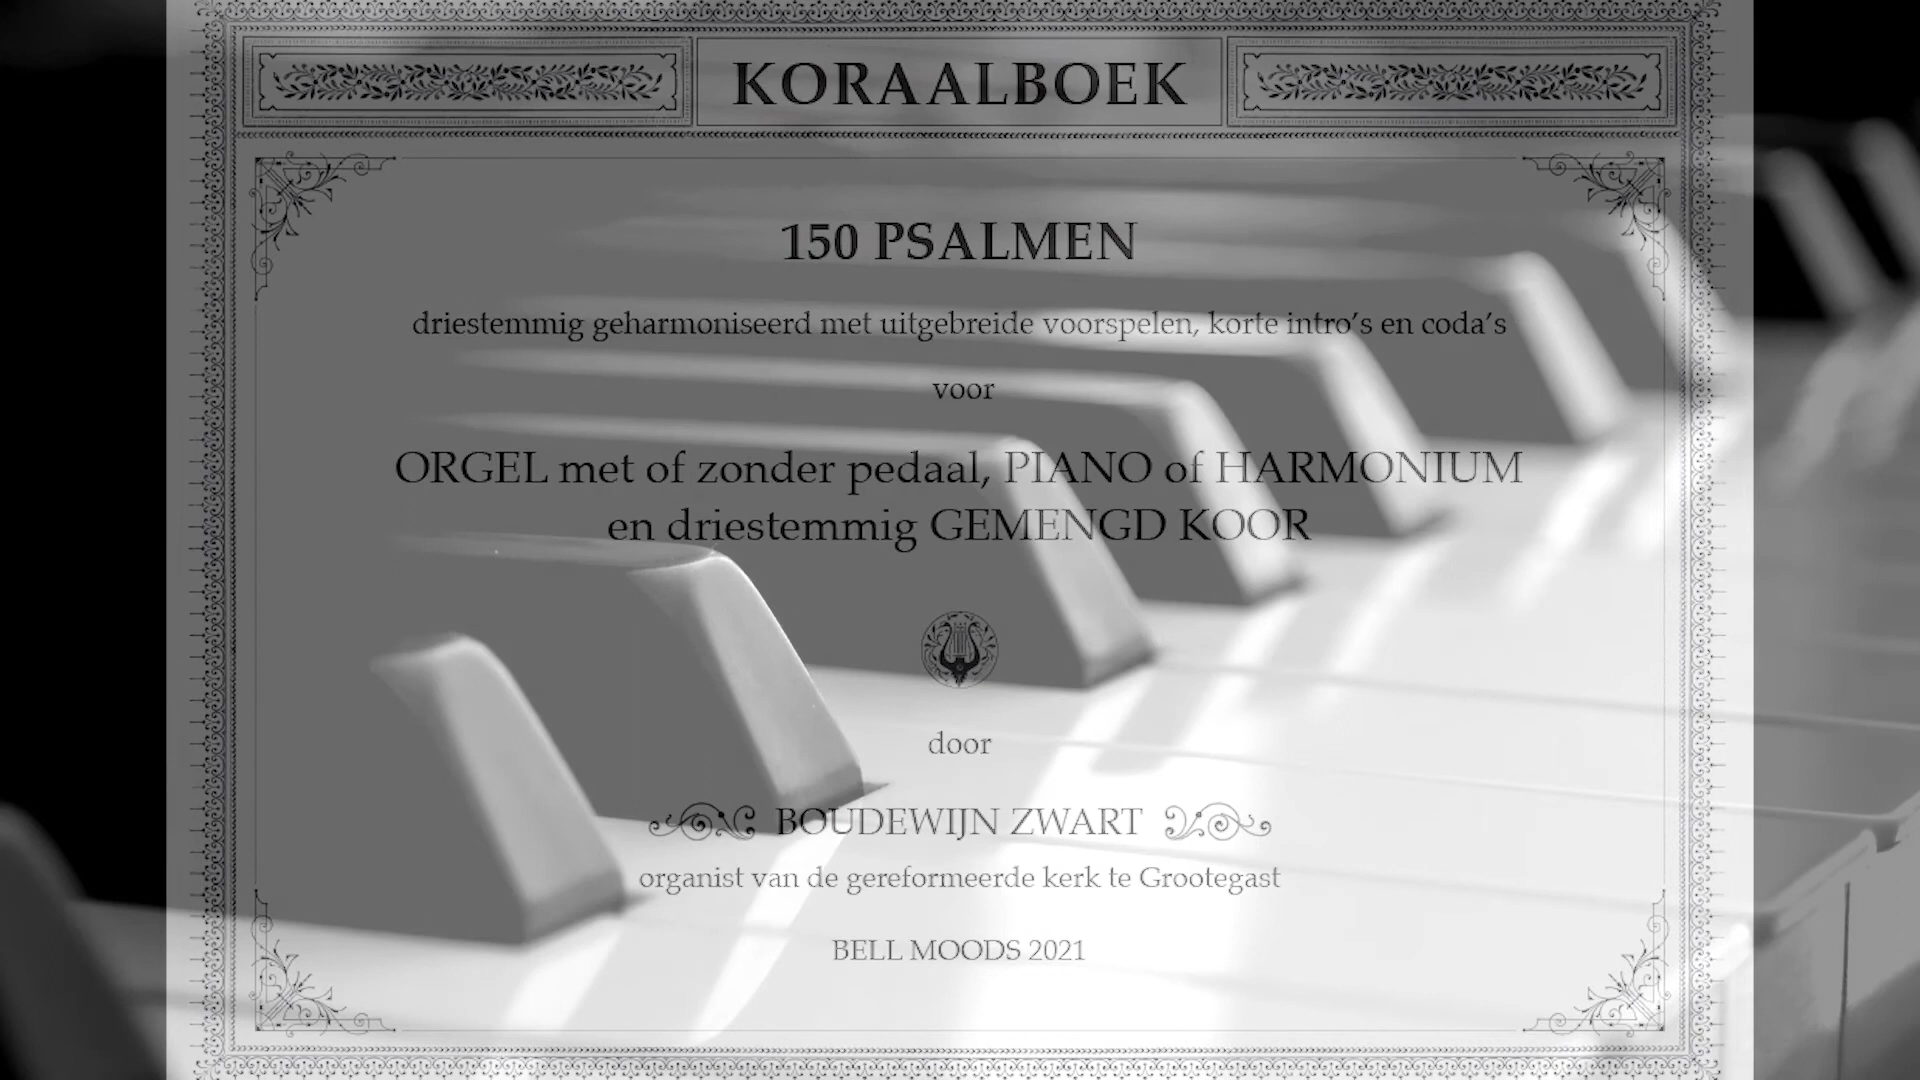 KORAALBOEK
150 PSALMEN
driestemmig geharmoniseerd met uitgebreide voorspelen, korte intro's en coda's
voor
ORGEL met of zonder pedaal, PIANO of HARMONIUM
en driestemmig GEMENGD KOOR
door
BOUDEWIJN ZWART
organist van de gereformeerde kerk te Grootegast
BELL MOODS 2021